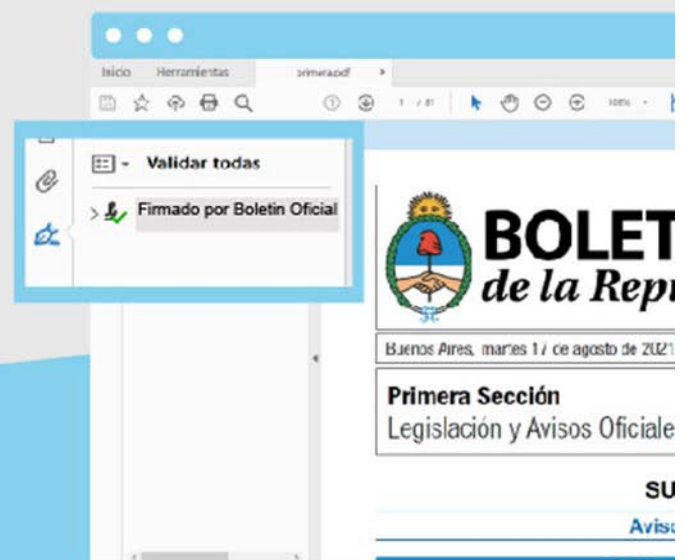 Inicio Herramientas primera.pdf
1 / 81
Validar todas
Firmado por Boletin Oficial
BOLET
de la Repu
Buenos Aires, martes 17 de agosto de 2021
Primera Sección
Legislación y Avisos Oficiale
SU
Aviso